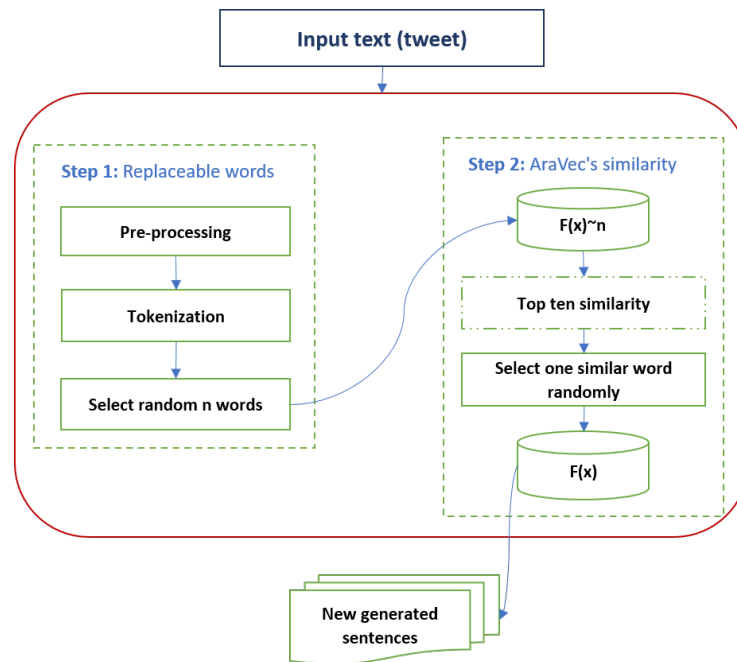 Input text (tweet)
Step 1: Replaceable words
Pre-processing
Tokenization
Select random n words
Step 2: AraVec's similarity
F(x)~n
Top ten similarity
Select one similar word
randomly
F(x)
New generated
sentences